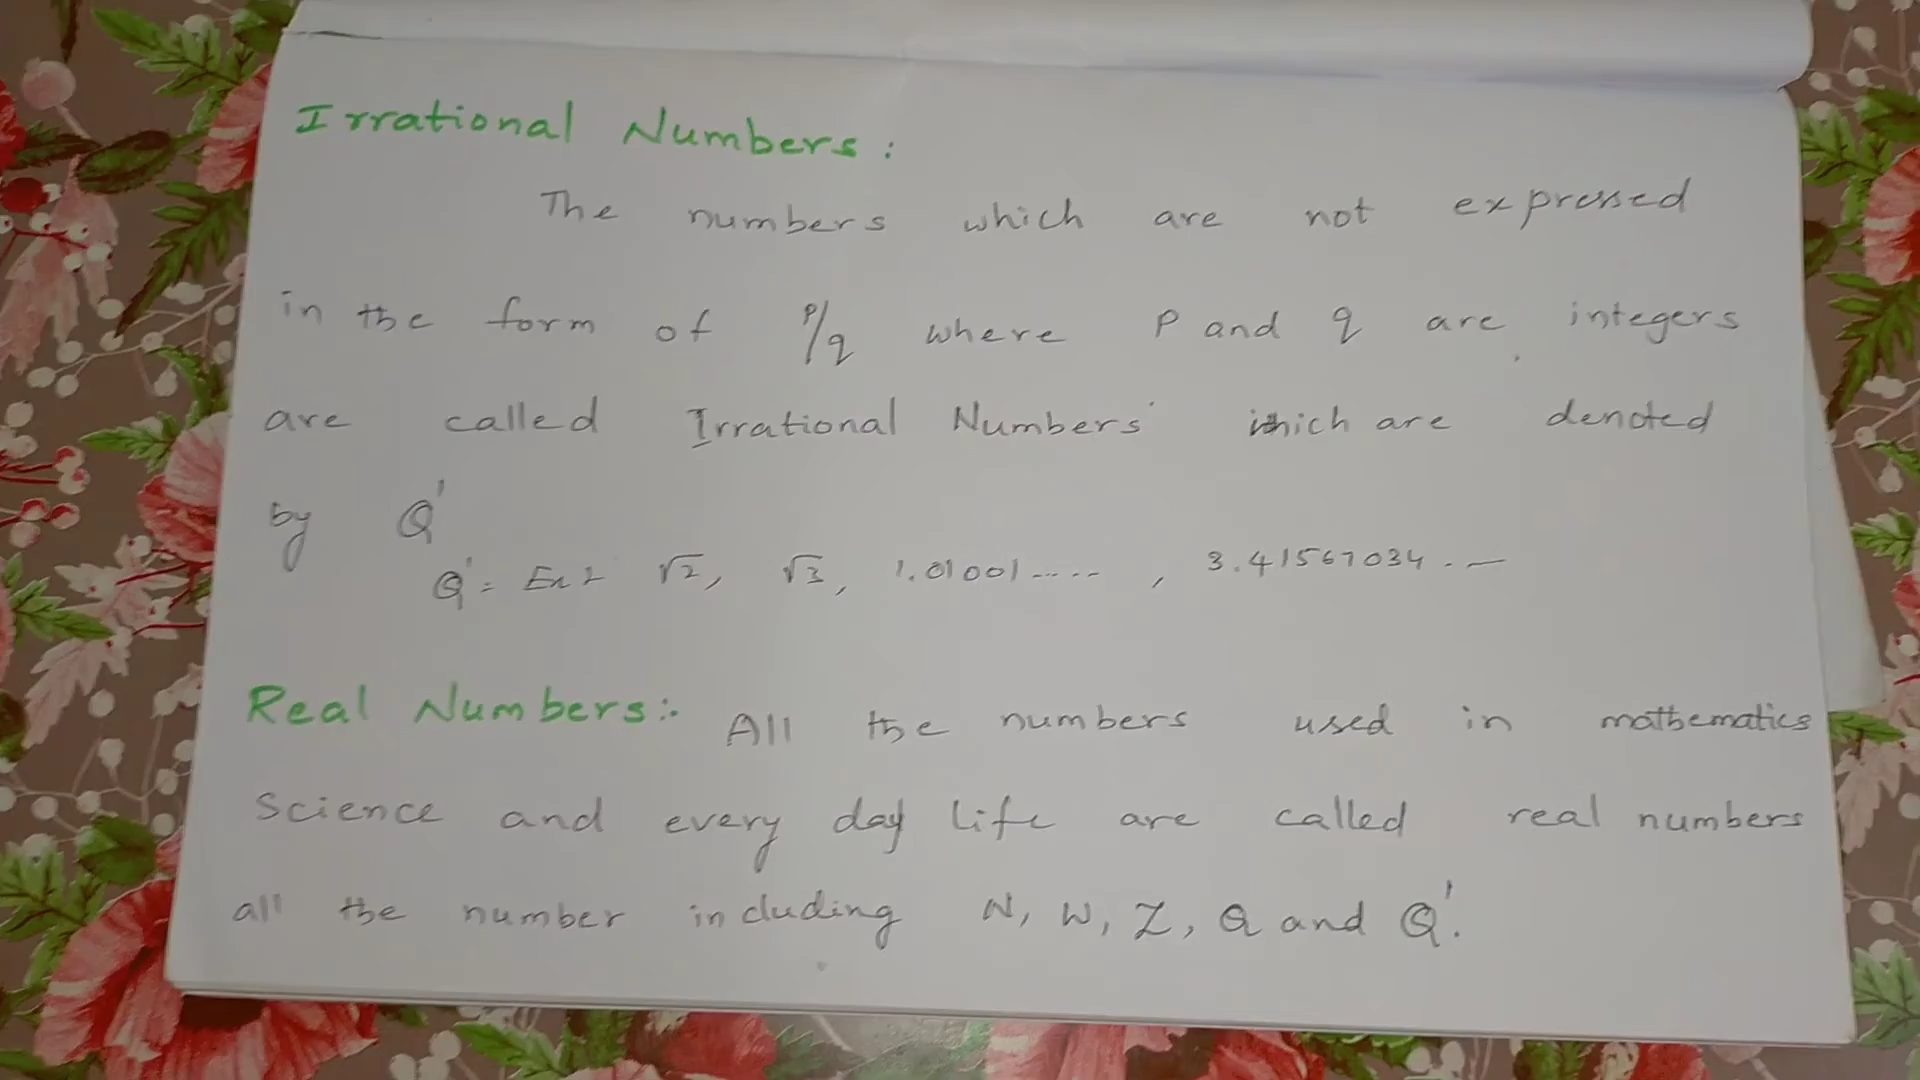 Irrational Numbers:
The numbers which are not expressed
in the form of P/q where P and q are integers
are called Irrational Numbers which are denoted
by Q'
Q' = Ex: √2, √3, 1.01001....., 3.41567034...
Real Numbers:- All the numbers used in mathematics
Science and every day life are called real numbers
all the number including N, W, Z, Q and Q'.